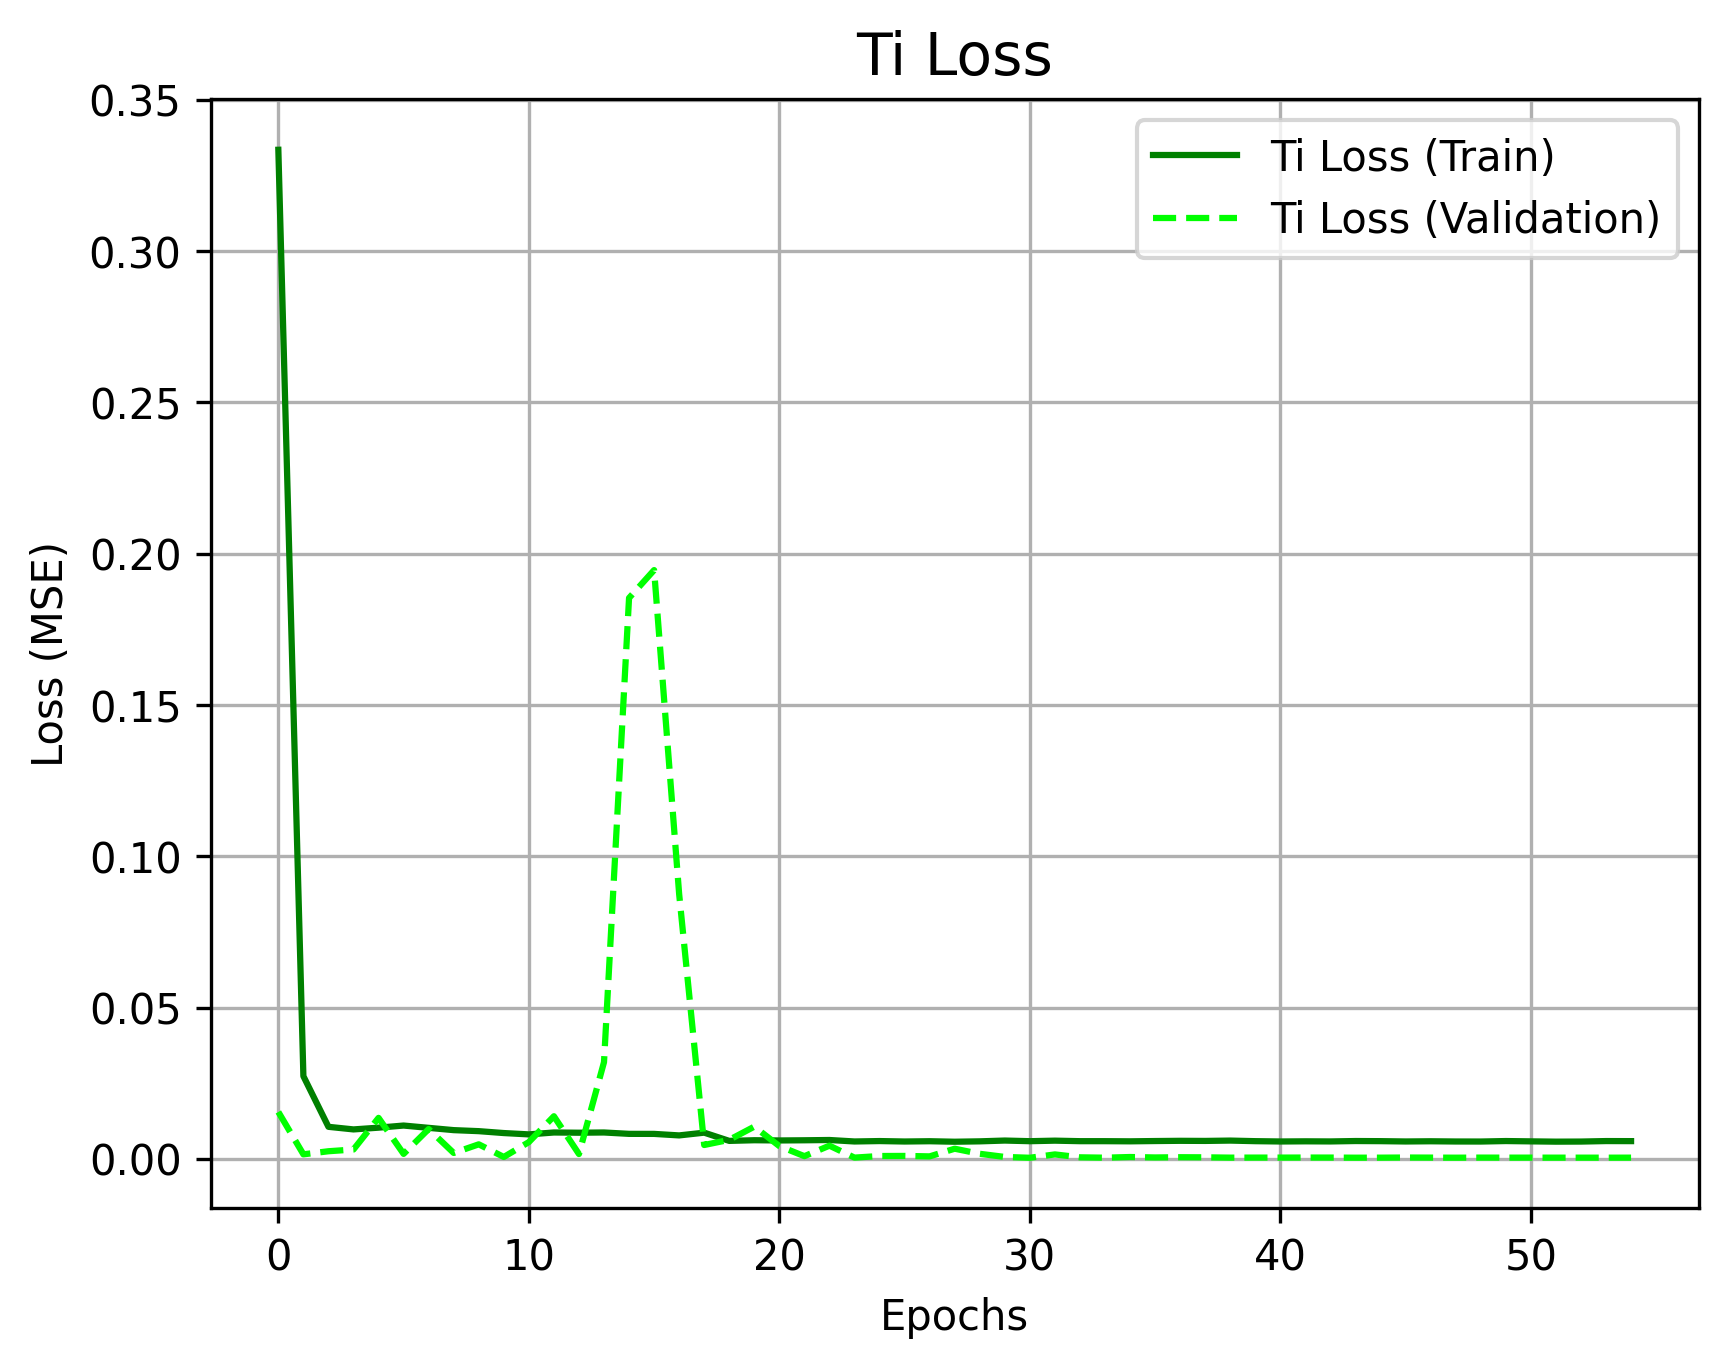 Ti Loss
Ti Loss (Train)
Ti Loss (Validation)
Loss (MSE)
0.35
0.30
0.25
0.20
0.15
0.10
0.05
0.00
0 10 20 30 40 50
Epochs